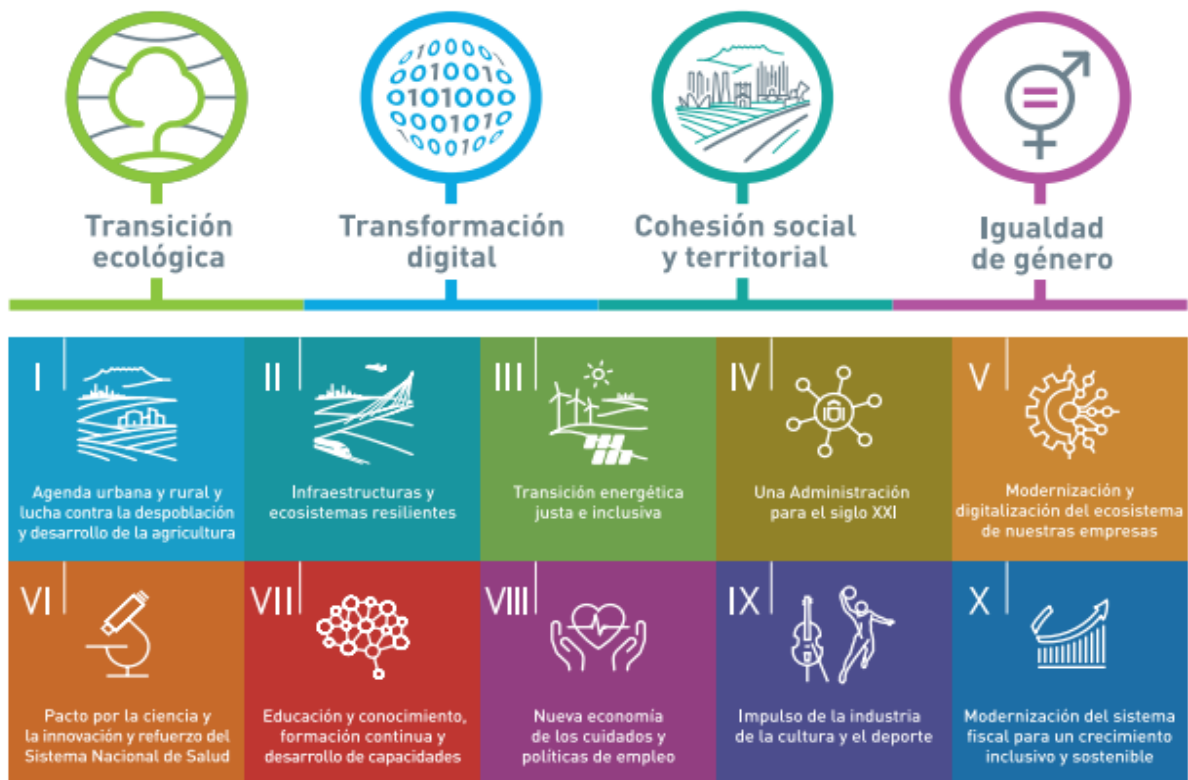 Transición
ecológica
Transformación
digital
Cohesión social
y territorial
Igualdad
de género
I
Agenda urbana y rural y
lucha contra la despoblación
y desarrollo de la agricultura
II
Infraestructuras y
ecosistemas resilientes
III
Transición energética
justa e inclusiva
IV
Una Administración
para el siglo XXI
V
Modernización y
digitalización del ecosistema
de nuestras empresas
VI
Pacto por la ciencia y
la innovación y refuerzo del
Sistema Nacional de Salud
VII
Educación y conocimiento,
formación continua y
desarrollo de capacidades
VIII
Nueva economía
de los cuidados y
políticas de empleo
IX
Impulso de la industria
de la cultura y el deporte
X
Modernización del sistema
fiscal para un crecimiento
inclusivo y sostenible